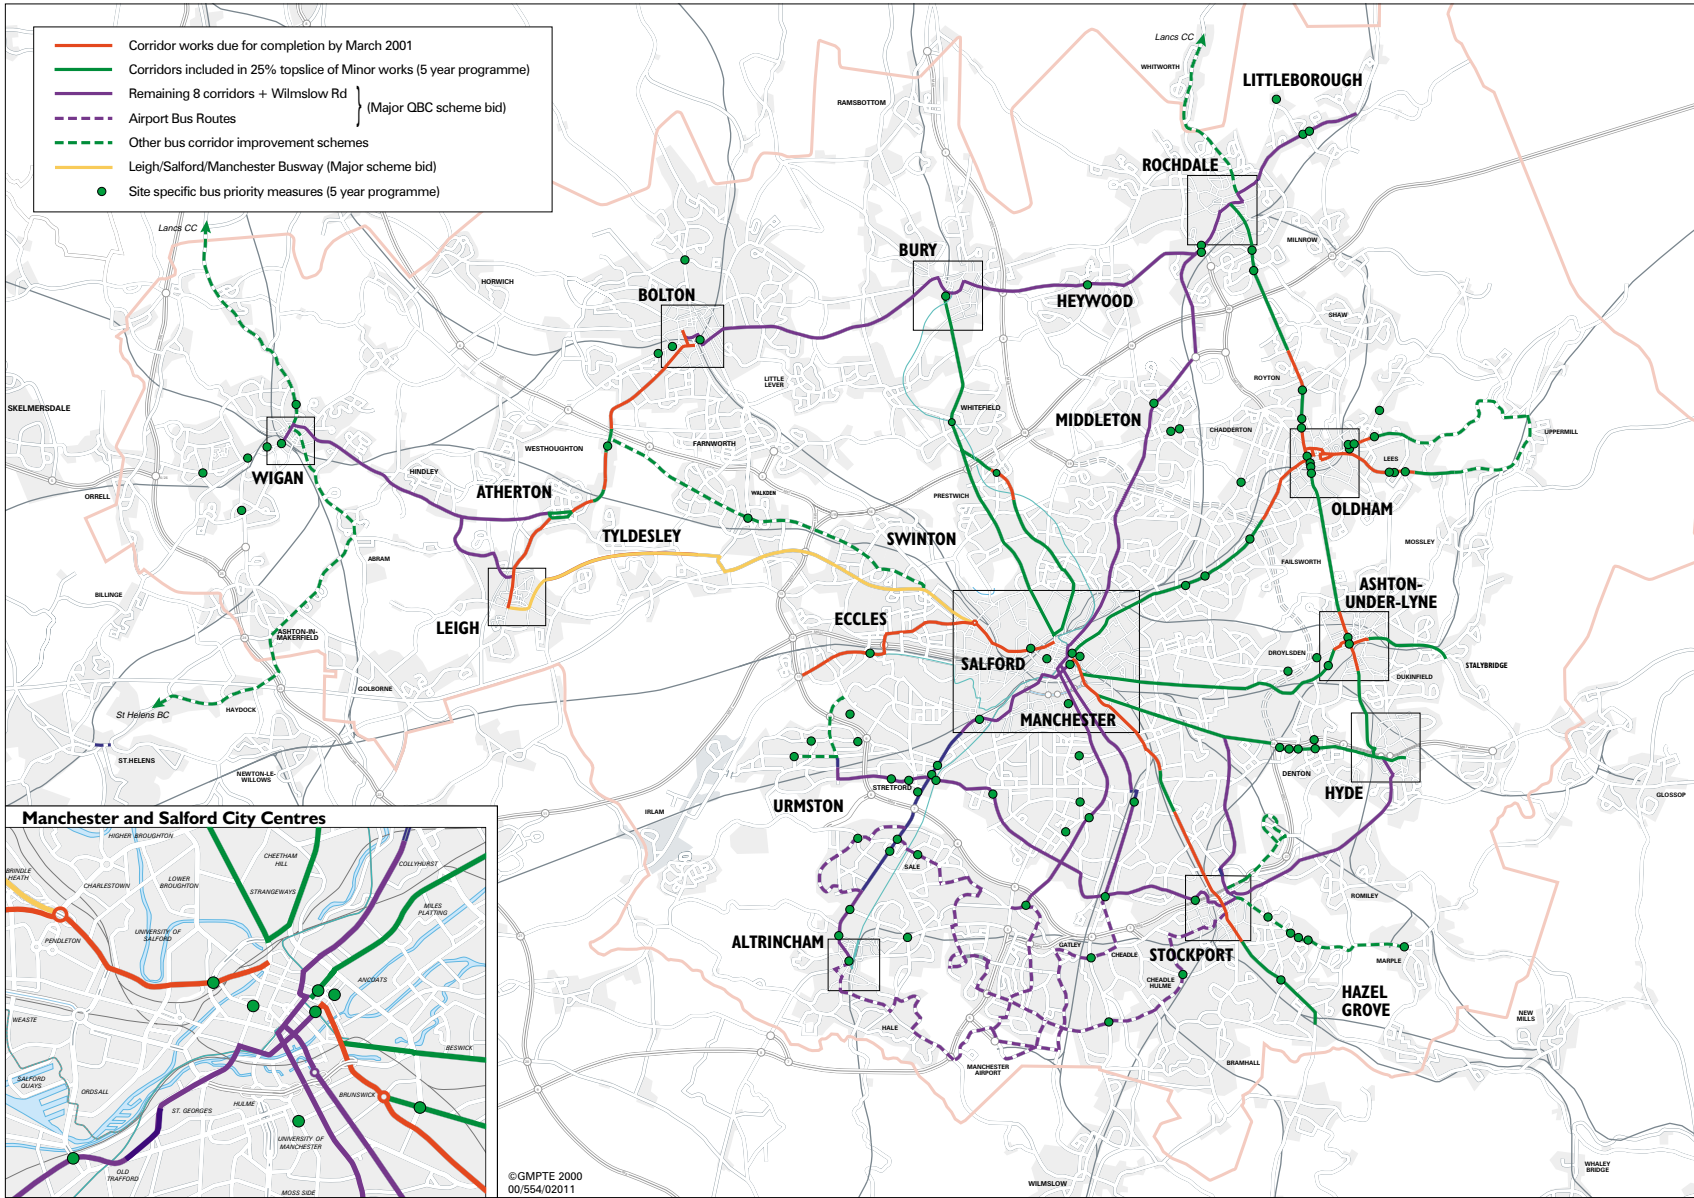 Corridor works due for completion by March 2001
Corridors included in 25% topslice of Minor works (5 year programme)
Remaining 8 corridors + Wilmslow Rd
(Major QBC scheme bid)
Airport Bus Routes
Other bus corridor improvement schemes
Leigh/Salford/Manchester Busway (Major scheme bid)
Site specific bus priority measures (5 year programme)
Lancs CC
WHITWORTH
LITTLEBOROUGH
RAMSBOTTOM
ROCHDALE
Lancs CC
MILNROW
BURY
HORWICH
BOLTON
HEYWOOD
SHAW
LITTLE
LEVER
ROYTON
SKELMERSDALE
WHITEFIELD
MIDDLETON
CHADDERTON
UPPERMILL
WESTHOUGHTON
FARNWORTH
LEES
HINDLEY
WIGAN
ORRELL
ATHERTON
WALKDEN
PRESTWICH
OLDHAM
TYLDESLEY
SWINTON
MOSSLEY
ABRAM
FAILSWORTH
ASHTON-
UNDER-LYNE
BILLINGE
ECCLES
LEIGH
ASHTON-IN-
MAKERFIELD
DROYLSDEN
SALFORD
STALYBRIDGE
DUKINFIELD
GOLBORNE
HAYDOCK
St Helens BC
MANCHESTER
ST.HELENS
NEWTON-LE-
WILLOWS
DENTON
STRETFORD
HYDE
GLOSSOP
URMSTON
IRLAM
SALE
ROMILEY
ALTRINCHAM
GATLEY
CHEADLE
STOCKPORT
MARPLE
CHEADLE
HULME
HAZEL
GROVE
HALE
NEW
MILLS
BRAMHALL
MANCHESTER
AIRPORT
WHALEY
BRIDGE
WILMSLOW
©GMPTE 2000
00/554/02011
Manchester and Salford City Centres
HIGHER BROUGHTON
CHEETHAM
HILL
COLLYHURST
BRINDLE
HEATH
CHARLESTOWN
LOWER
BROUGHTON
STRANGEWAYS
MILES
PLATTING
PENDLETON
UNIVERSITY OF
SALFORD
ANCOATS
WEASTE
BESWICK
SALFORD
QUAYS
ORDSALL
BRUNSWICK
HULME
ST. GEORGES
UNIVERSITY OF
MANCHESTER
OLD
TRAFFORD
MOSS SIDE